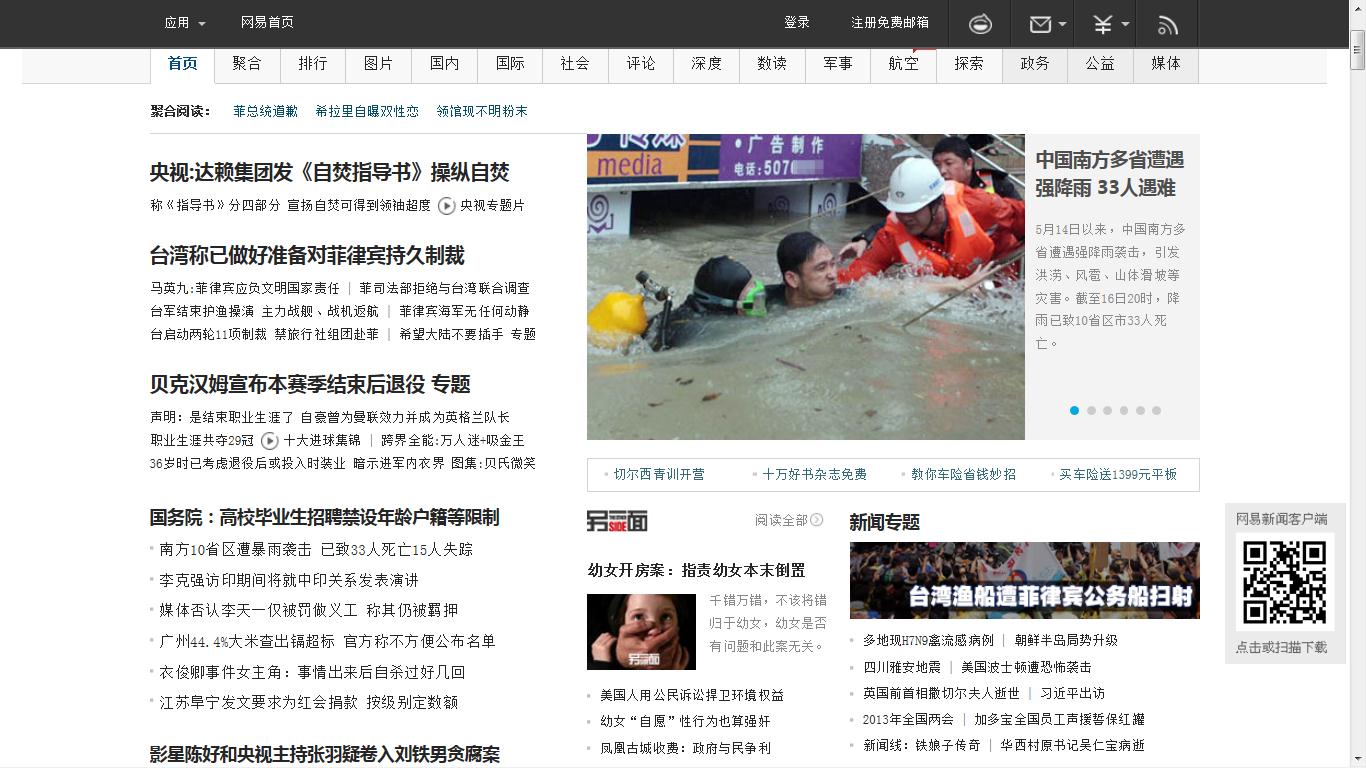 应用 网易首页 登录 注册免费邮箱
首页 聚合 排行 图片 国内 国际 社会 评论 深度 数读 军事 航空 探索 政务 公益 媒体
聚合阅读： 菲总统道歉 希拉里自曝双性恋 领馆现不明粉末
央视:达赖集团发《自焚指导书》操纵自焚
称《指导书》分四部分 宣扬自焚可得到领袖超度 央视专题片
台湾称已做好准备对菲律宾持久制裁
马英九:菲律宾应负文明国家责任 | 菲司法部拒绝与台湾联合调查
台军结束护渔操演 主力战舰、战机返航 | 菲律宾海军无任何动静
台启动两轮11项制裁 禁旅行社组团赴菲 | 希望大陆不要插手 专题
贝克汉姆宣布本赛季结束后退役 专题
声明：是结束职业生涯了 自豪曾为曼联效力并成为英格兰队长
职业生涯共夺29冠 十大进球集锦 | 跨界全能:万人迷+吸金王
36岁时已考虑退役后或投入时装业 暗示进军内衣界 图集:贝氏微笑
国务院：高校毕业生招聘禁设年龄户籍等限制
南方10省区遭暴雨袭击 已致33人死亡15人失踪
李克强访印期间将就中印关系发表演讲
媒体否认李天一仅被罚做义工 称其仍被羁押
广州44.4%大米查出镉超标 官方称不方便公布名单
衣俊卿事件女主角：事情出来后自杀过好几回
江苏阜宁发文要求为红会捐款 按级别定数额
影星陈好和央视主持张羽疑卷入刘铁男贪腐案
media
广告制作
电话:5070
中国南方多省遭遇
强降雨 33人遇难
5月14日以来，中国南方多
省遭遇强降雨袭击，引发
洪涝、风雹、山体滑坡等
灾害。截至16日20时，降
雨已致10省区市33人死
亡。
切尔西青训开营 十万好书杂志免费 教你车险省钱妙招 买车险送1399元平板
另一面 阅读全部
幼女开房案：指责幼女本末倒置
千错万错，不该将错
归于幼女，幼女是否
有问题和此案无关。
另一面
美国人用公民诉讼捍卫环境权益
幼女“自愿”性行为也算强奸
凤凰古城收费：政府与民争利
新闻专题
台湾渔船遭菲律宾公务船扫射
多地现H7N9禽流感病例 | 朝鲜半岛局势升级
四川雅安地震 | 美国波士顿遭恐怖袭击
英国前首相撒切尔夫人逝世 | 习近平出访
2013年全国两会 | 加多宝全国员工声援誓保红罐
新闻线：铁娘子传奇 | 华西村原书记吴仁宝病逝
网易新闻客户端
点击或扫描下载